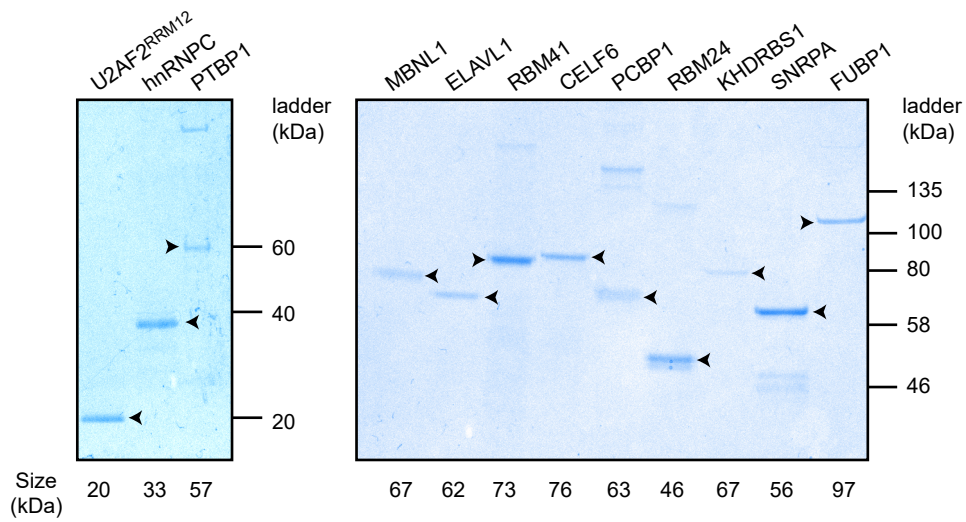 U2AF2RRM12 hnRNPC PTBP1
MBNL1 ELAVL1 RBM41 CELF6 PCBP1 RBM24 KHDRBS1 SNRPA FUBP1
ladder
(kDa)
60
40
20
ladder
(kDa)
135
100
80
58
46
Size
(kDa)
20 33 57
67 62 73 76 63 46 67 56 97